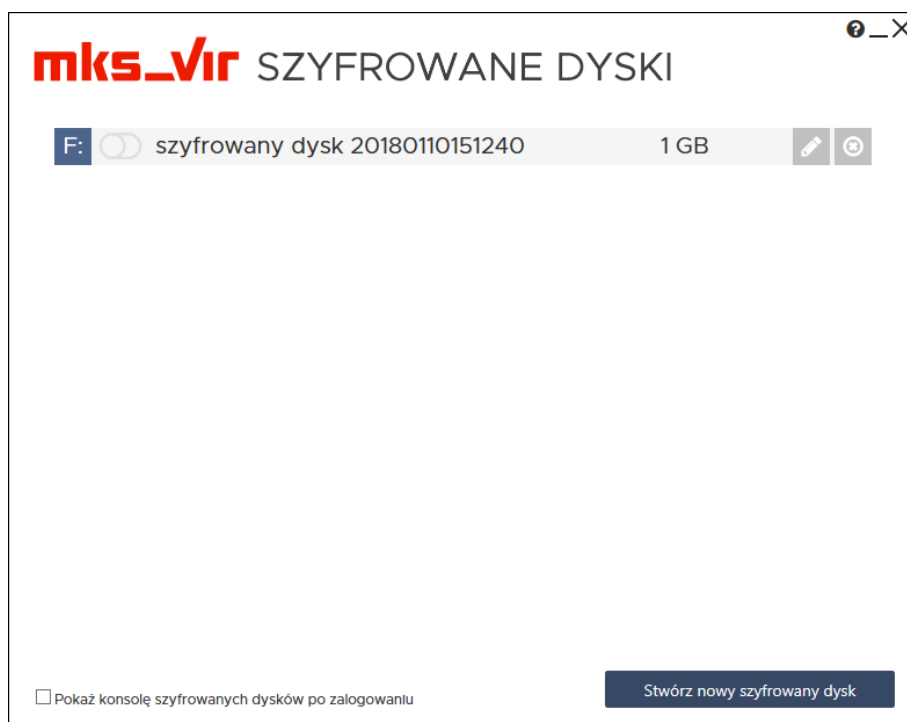 mks_vir SZYFROWANE DYSKI
F: szyfrowany dysk 20180110151240 1 GB
Pokaż konsolę szyfrowanych dysków po zalogowaniu
Stwórz nowy szyfrowany dysk